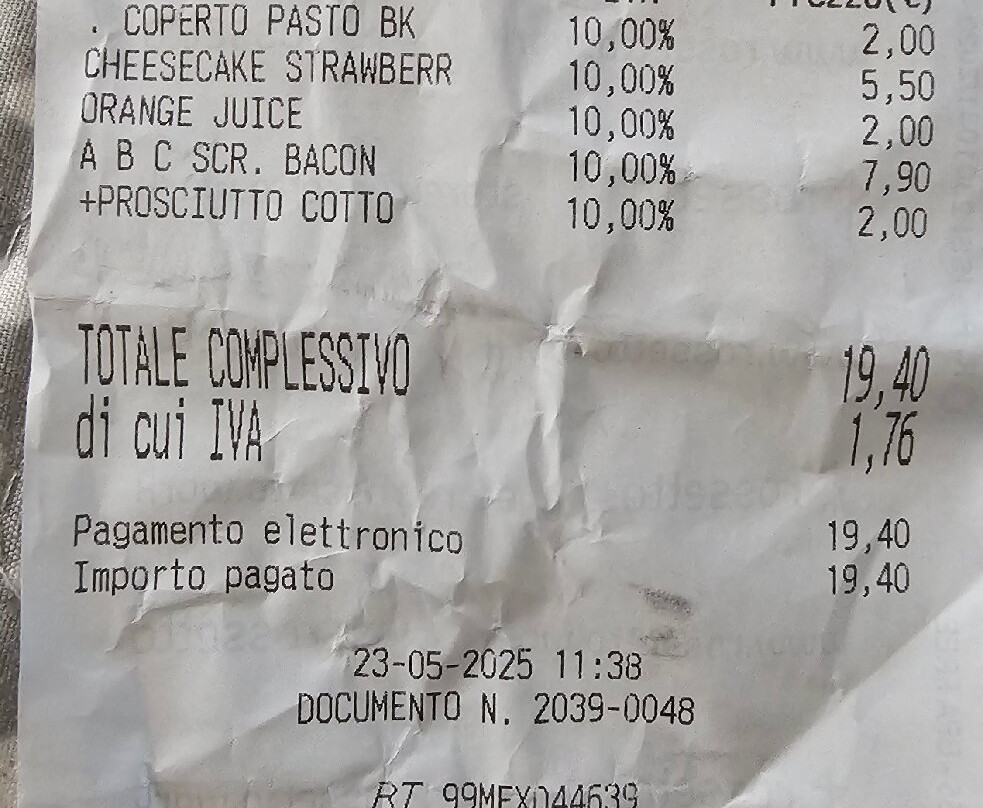 . COPERTO PASTO BK 10,00% 2,00
CHEESECAKE STRAWBERR 10,00% 5,50
ORANGE JUICE 10,00% 2,00
A B C SCR. BACON 10,00% 7,90
+PROSCIUTTO COTTO 10,00% 2,00
TOTALE COMPLESSIVO 19,40
di cui IVA 1,76
Pagamento elettronico 19,40
Importo pagato 19,40
23-05-2025 11:38
DOCUMENTO N. 2039-0048
RT 99MEX044639